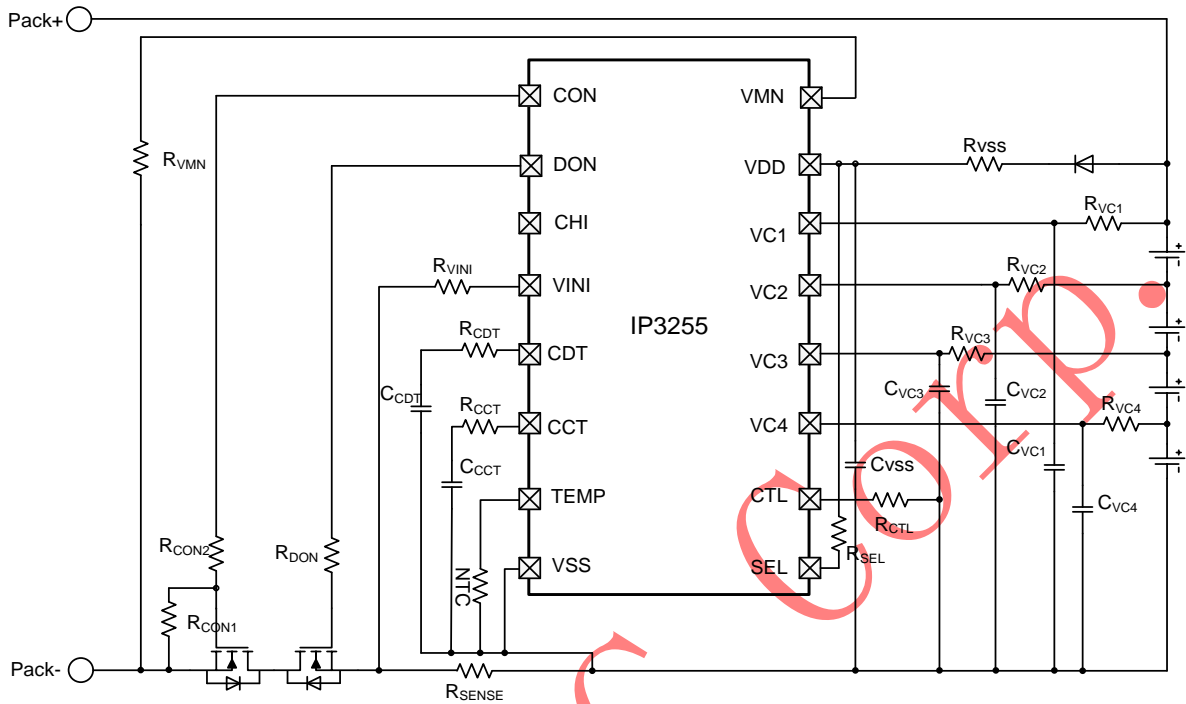 Pack+
CON
VMN
RVMN
DON
VDD
Rvss
CHI
VC1
RVC1
RVINI
VINI
VC2
RVC2
IP3255
RCDT
CDT
VC3
RVC3
CCDT
RCCT
CCT
VC4
CVC3
CVC2
RVC4
CCCT
CVC1
Cvss
TEMP
CTL
RCTL
CVC4
RCON2
RDON
NTC
VSS
SEL
RSEL
RCON1
Pack-
RSENSE
+
-
+
-
+
-
+
-
c Corp.